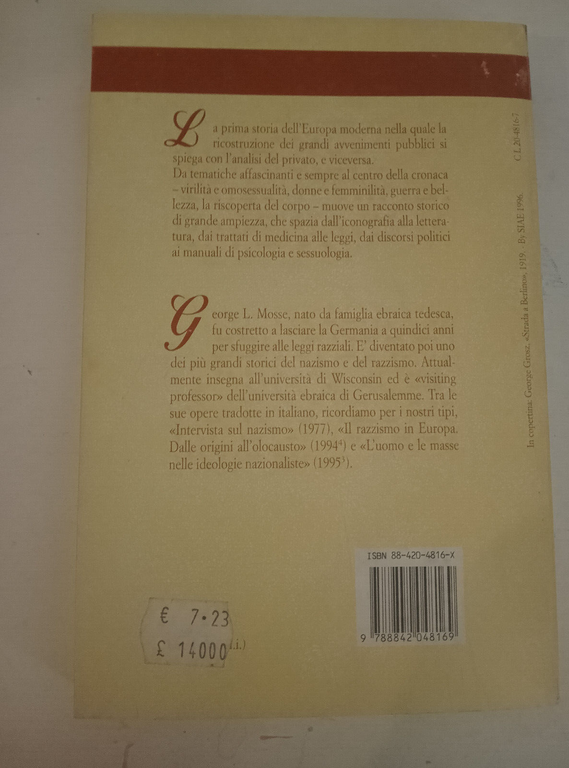 La prima storia dell'Europa moderna nella quale la
ricostruzione dei grandi avvenimenti pubblici si
spiega con l'analisi del privato, e viceversa.
Da tematiche affascinanti e sempre al centro della cronaca
– virilità e omosessualità, donne e femminilità, guerra e bel-
lezza, la riscoperta del corpo – muove un racconto storico
di grande ampiezza, che spazia dall'iconografia alla lettera-
tura, dai trattati di medicina alle leggi, dai discorsi politici
ai manuali di psicologia e sessuologia.
George L. Mosse, nato da famiglia ebraica tedesca,
fu costretto a lasciare la Germania a quindici anni
per sfuggire alle leggi razziali. E' diventato poi uno
dei più grandi storici del nazismo e del razzismo. Attual-
mente insegna all'università di Wisconsin ed è «visiting
professor» dell'università ebraica di Gerusalemme. Tra le
sue opere tradotte in italiano, ricordiamo per i nostri tipi,
«Intervista sul nazismo» (1977), «Il razzismo in Europa.
Dalle origini all'olocausto» (1994⁴) e «L'uomo e le masse
nelle ideologie nazionaliste» (1995³).
In copertina: George Grosz, «Strada a Berlino», 1919. By SIAE 1996 C.L.20-4816-7
ISBN 88-420-4816-X
9 788842 048169
€ 7.23
£ 14000
i.i.)